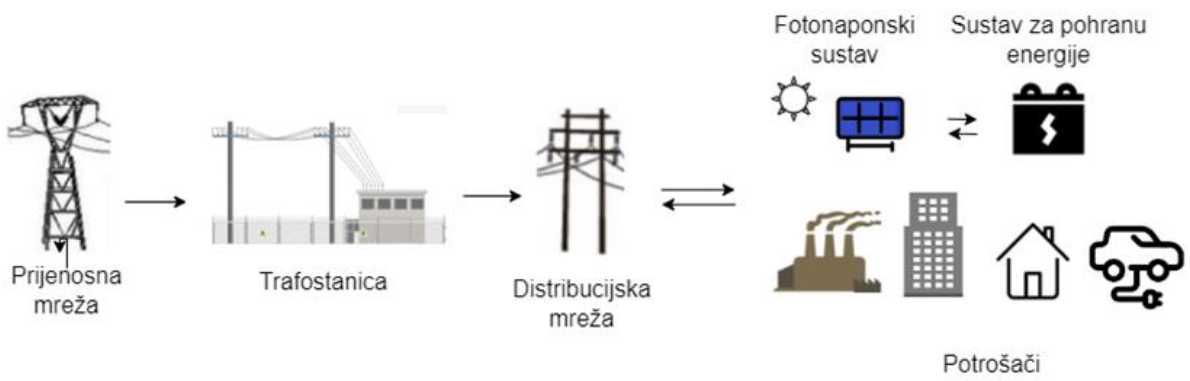 Fotonaponski
sustav
Sustav za pohranu
energije
Prijenosna
mreža
Trafostanica
Distribucijska
mreža
Potrošači